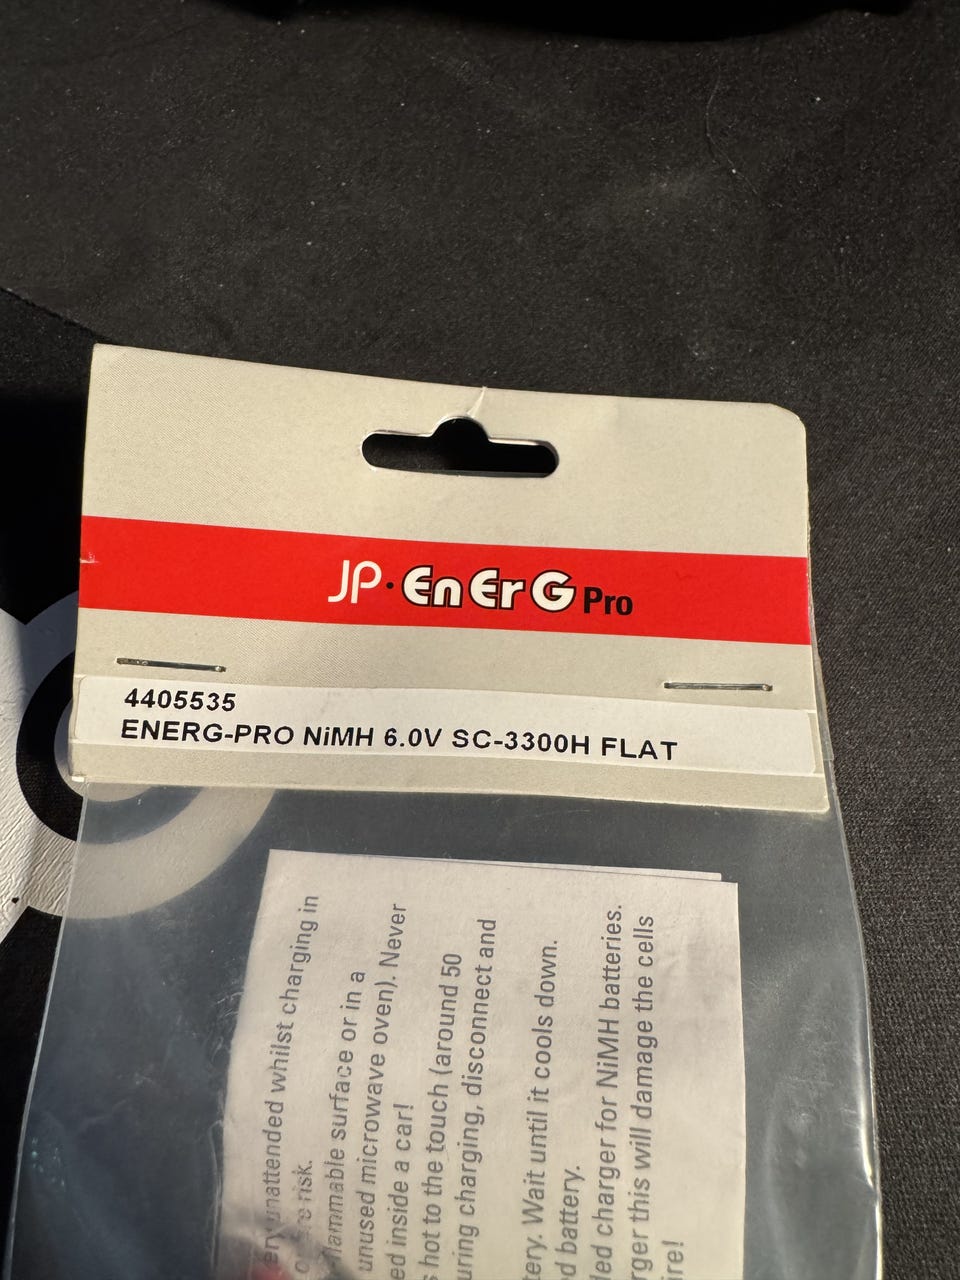 JP·EnErG Pro
4405535
ENERG-PRO NiMH 6.0V SC-3300H FLAT
unattended whilst charging in
risk.
flammable surface or in a
unused microwave oven). Never
inside a car!
hot to the touch (around 50
charging, disconnect and
Wait until it cools down.
battery.
charger for NiMH batteries.
this will damage the cells